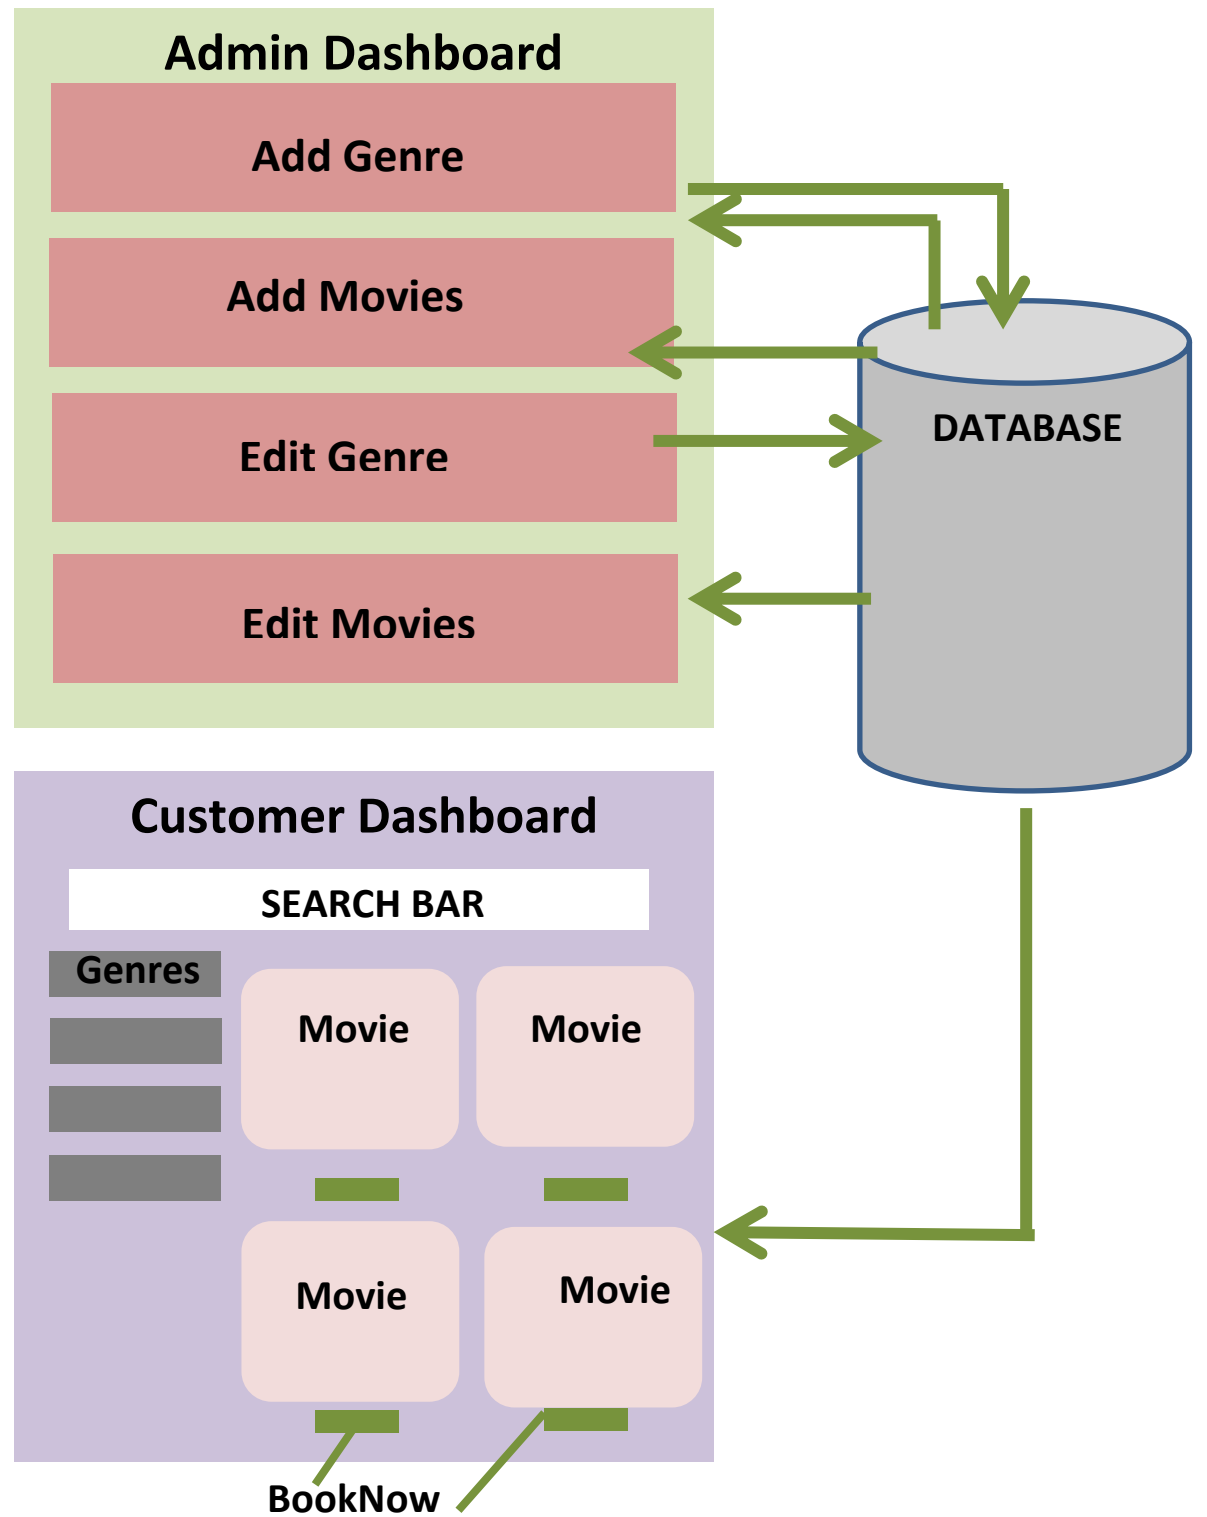 Admin Dashboard
Add Genre
Add Movies
Edit Genre
Edit Movies
DATABASE
Customer Dashboard
SEARCH BAR
Genres
Movie
Movie
Movie
Movie
BookNow